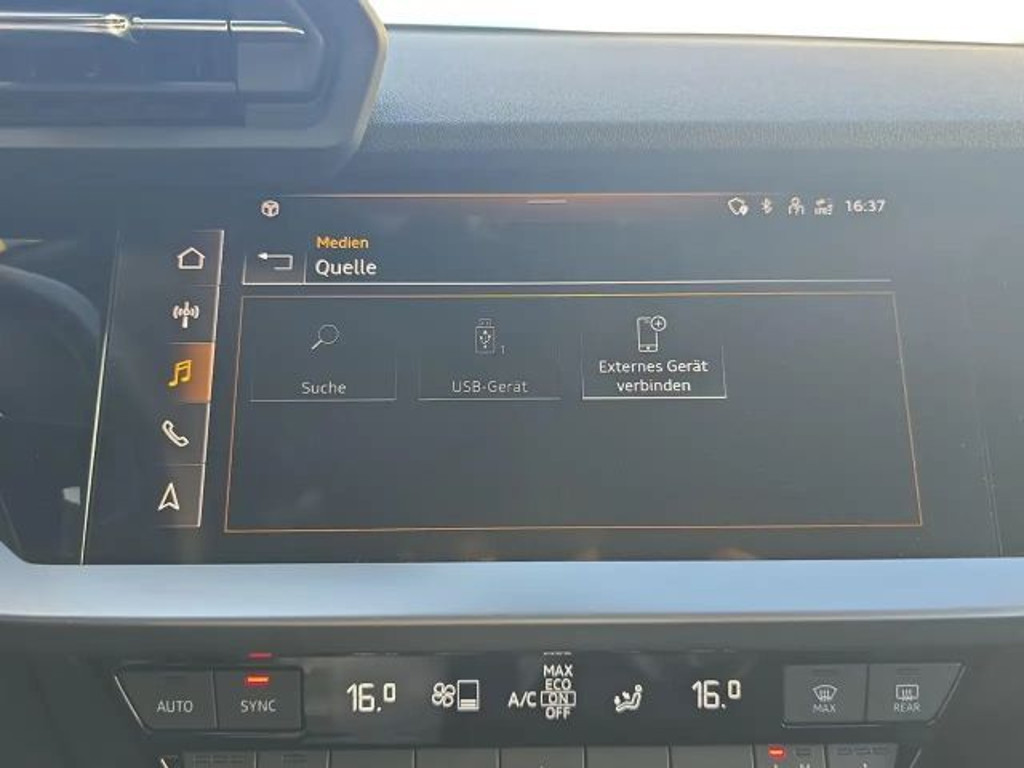 16:37
Medien
Quelle
1
Suche
USB-Gerät
Externes Gerät
verbinden
AUTO
SYNC
16.0
A/C
MAX
ECO
ON
OFF
16.0
MAX
REAR